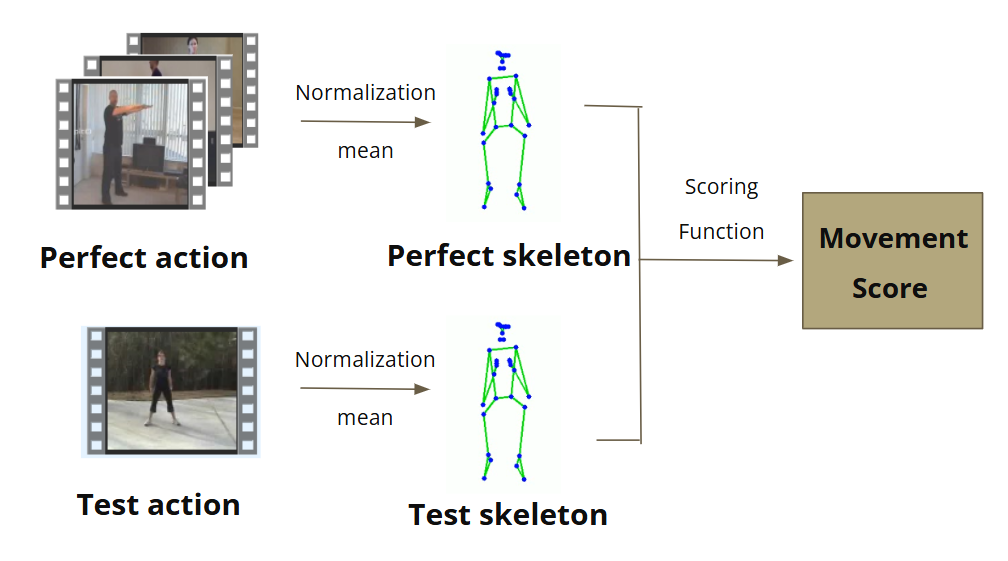 Normalization
mean
Perfect action
Perfect skeleton
Scoring
Function
Movement
Score
Normalization
mean
Test action
Test skeleton